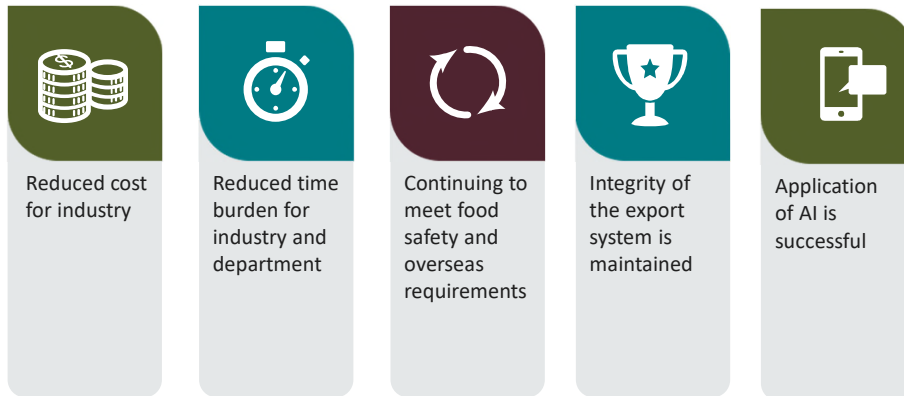 Reduced cost
for industry
Reduced time
burden for
industry and
department
Continuing to
meet food
safety and
overseas
requirements
Integrity of
the export
system is
maintained
Application
of AI is
successful